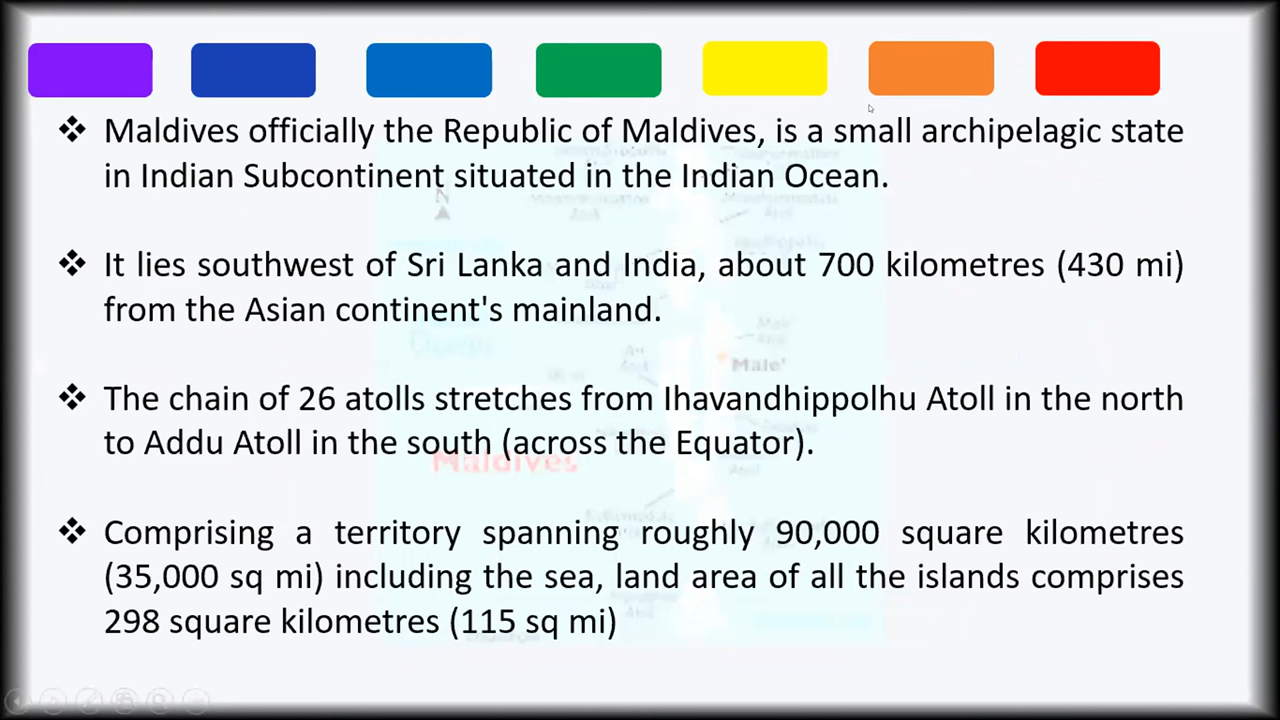 ❖ Maldives officially the Republic of Maldives, is a small archipelagic state
in Indian Subcontinent situated in the Indian Ocean.
N
❖ It lies southwest of Sri Lanka and India, about 700 kilometres (430 mi)
from the Asian continent's mainland.
Ocean
Male'
❖ The chain of 26 atolls stretches from Ihavandhippolhu Atoll in the north
to Addu Atoll in the south (across the Equator).
Maldives
❖ Comprising a territory spanning roughly 90,000 square kilometres
(35,000 sq mi) including the sea, land area of all the islands comprises
298 square kilometres (115 sq mi)